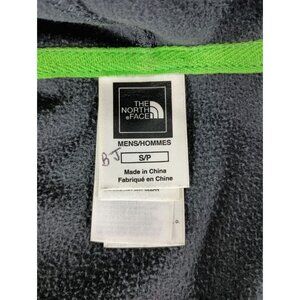 THE
NORTH
FACE
MENS/HOMMES
S/P
BJ
Made in China
Fabriqué en Chine